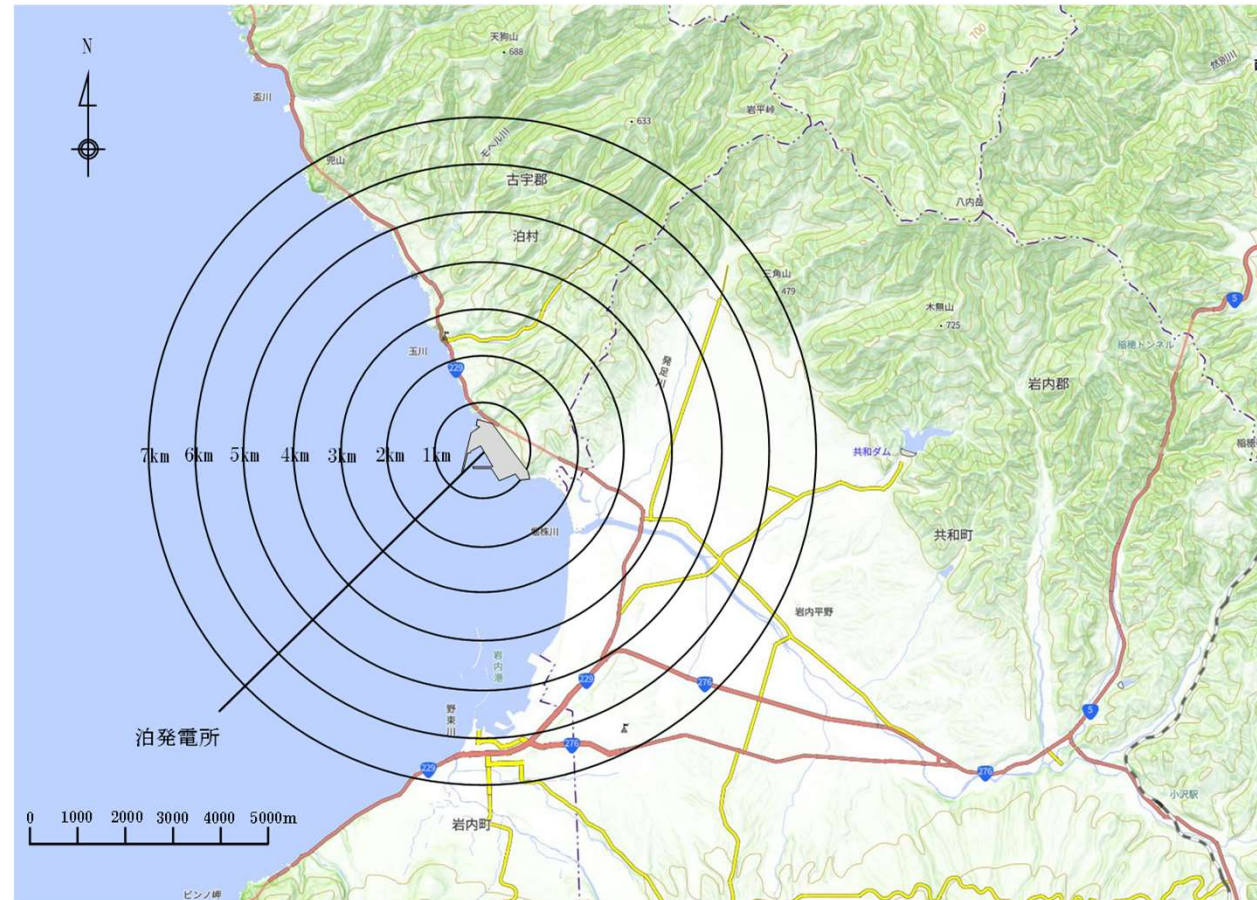 N
天狗山
・688
700
然別川
盃川
岩平峠
・633
モヘル川
兜山
古宇郡
八内岳
泊村
三角山
・479
5
木無山
・725
玉川
229
発足川
稲穂トンネル
岩内郡
7km 6km 5km 4km 3km 2km 1km
共和ダム
堀株川
共和町
岩内平野
岩内港
229
276
野束川
5
泊発電所
276
229
276
小沢駅
0 1000 2000 3000 4000 5000m
岩内町
ビンノ岬